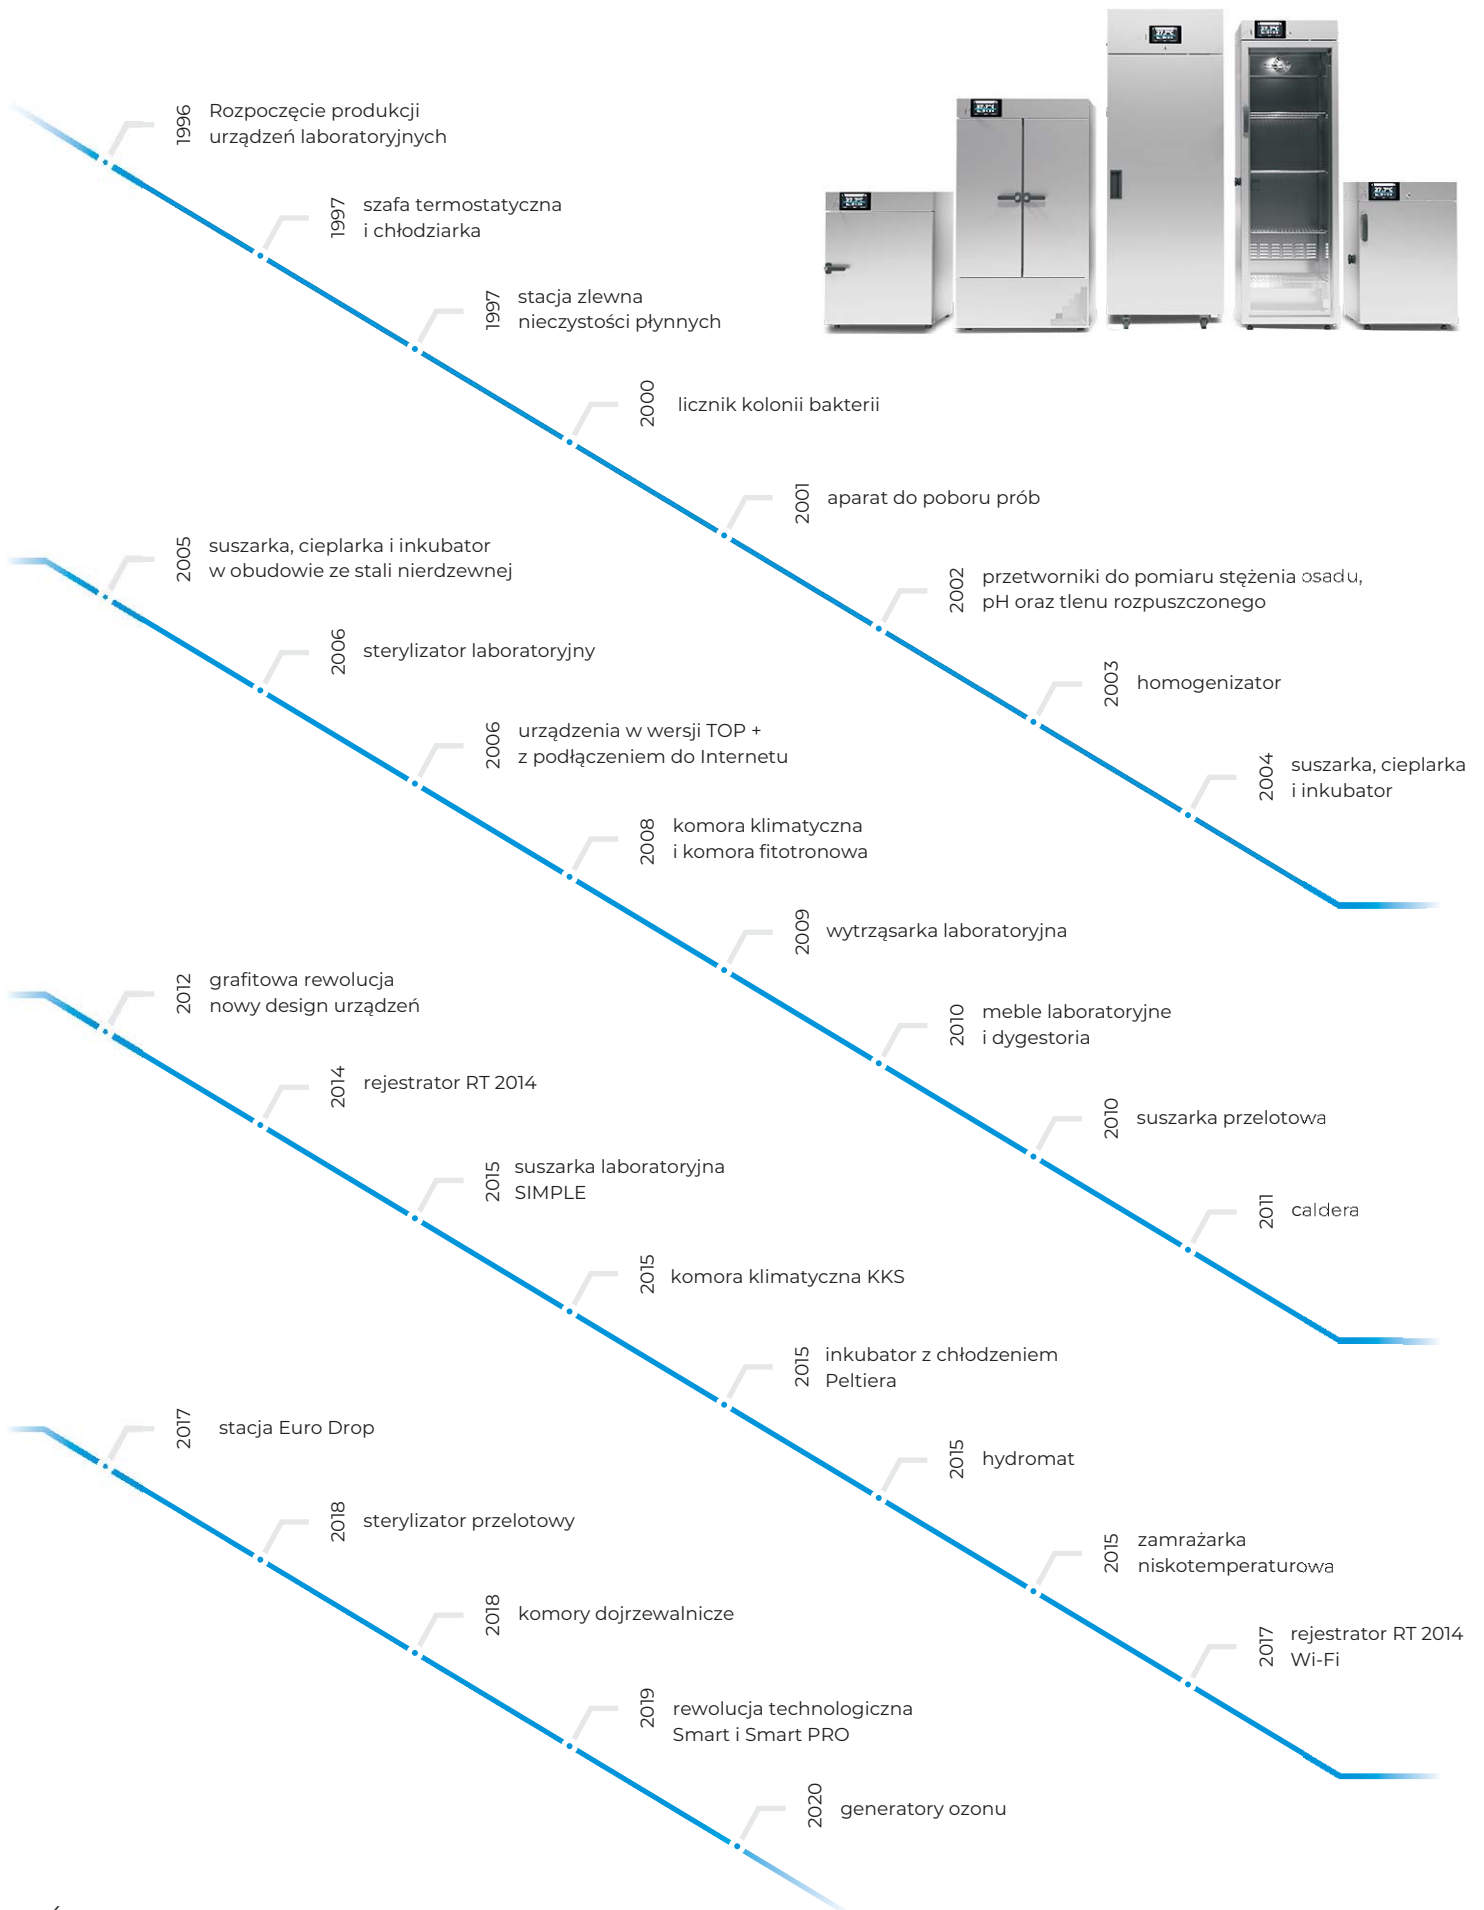 1996
Rozpoczęcie produkcji
urządzeń laboratoryjnych
1997
szafa termostatyczna
i chłodziarka
1997
stacja zlewna
nieczystości płynnych
2000
licznik kolonii bakterii
2001
aparat do poboru prób
2002
przetworniki do pomiaru stężenia osadu,
pH oraz tlenu rozpuszczonego
2003
homogenizator
2004
suszarka, cieplarka
i inkubator
2005
suszarka, cieplarka i inkubator
w obudowie ze stali nierdzewnej
2006
sterylizator laboratoryjny
2006
urządzenia w wersji TOP +
z podłączeniem do Internetu
2008
komora klimatyczna
i komora fitotronowa
2009
wytrząsarka laboratoryjna
2010
meble laboratoryjne
i dygestoria
2010
suszarka przelotowa
2011
caldera
2012
grafitowa rewolucja
nowy design urządzeń
2014
rejestrator RT 2014
2015
suszarka laboratoryjna
SIMPLE
2015
komora klimatyczna KKS
2015
inkubator z chłodzeniem
Peltiera
2015
hydromat
2015
zamrażarka
niskotemperaturowa
2017
rejestrator RT 2014
Wi-Fi
2017
stacja Euro Drop
2018
sterylizator przelotowy
2018
komory dojrzewalnicze
2019
rewolucja technologiczna
Smart i Smart PRO
2020
generatory ozonu